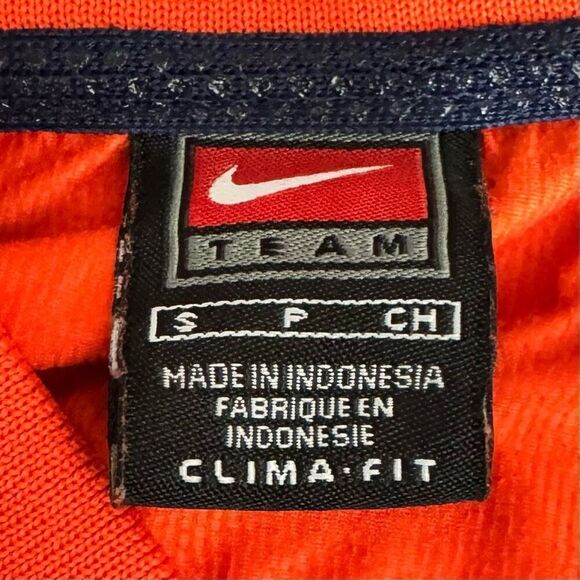 TEAM
S P CH
MADE IN INDONESIA
FABRIQUE EN
INDONESIE
CLIMA·FIT